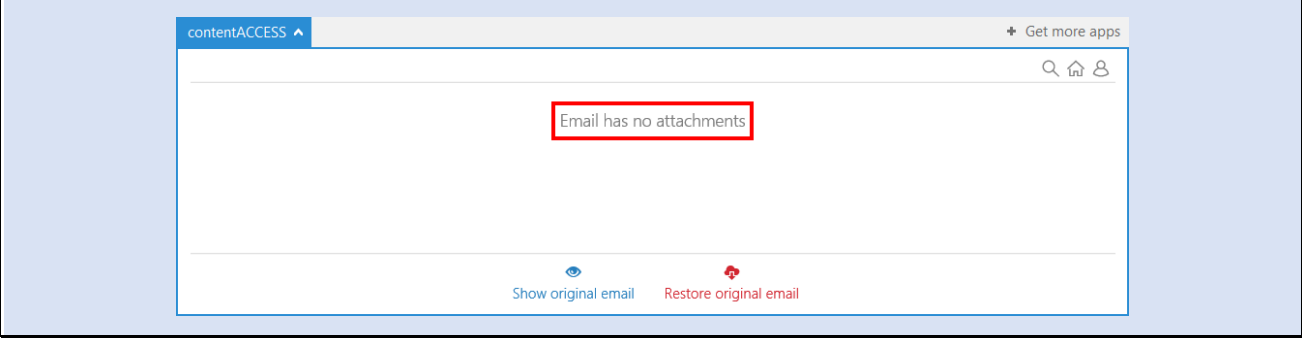 contentACCESS
Get more apps
Email has no attachments
Show original email
Restore original email